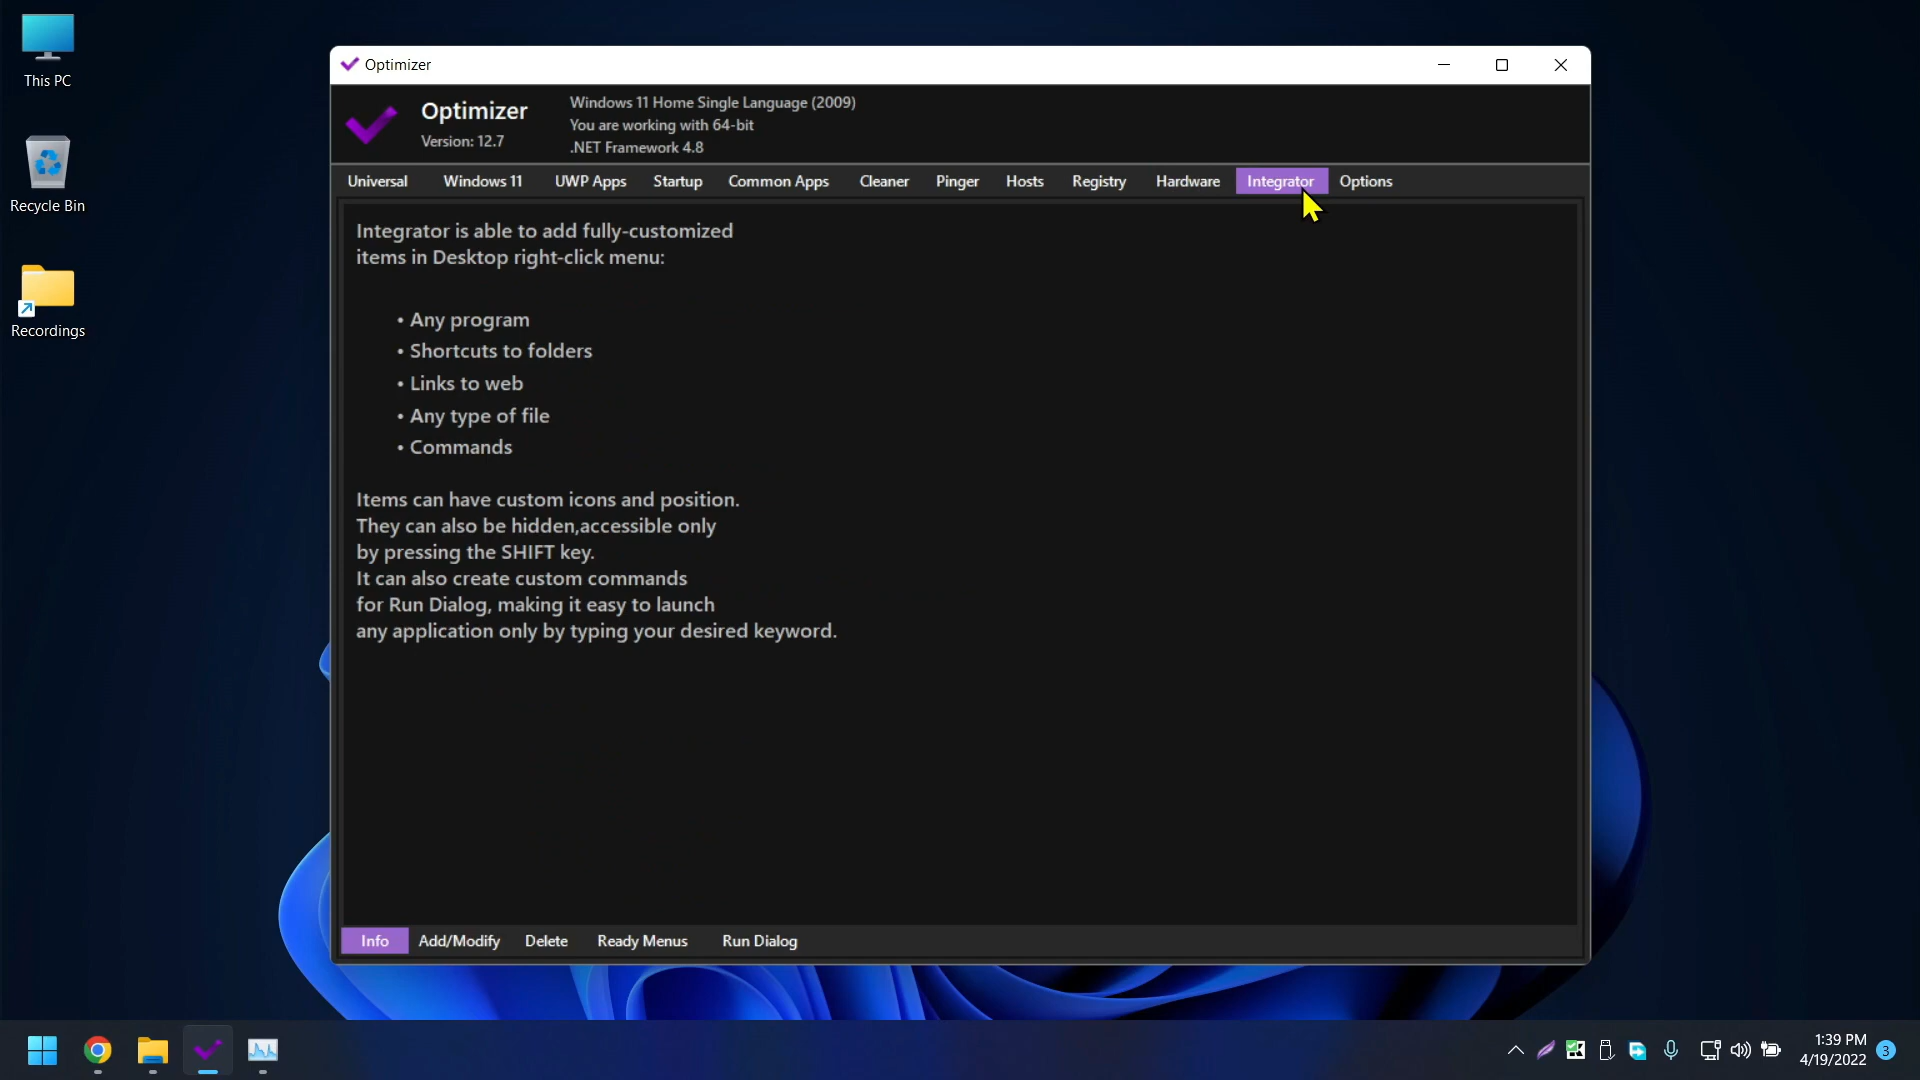 This PC
Recycle Bin
Recordings
Optimizer
Optimizer
Version: 12.7
Windows 11 Home Single Language (2009)
You are working with 64-bit
.NET Framework 4.8
Universal Windows 11 UWP Apps Startup Common Apps Cleaner Pinger Hosts Registry Hardware Integrator Options
Integrator is able to add fully-customized
items in Desktop right-click menu:
• Any program
• Shortcuts to folders
• Links to web
• Any type of file
• Commands
Items can have custom icons and position.
They can also be hidden,accessible only
by pressing the SHIFT key.
It can also create custom commands
for Run Dialog, making it easy to launch
any application only by typing your desired keyword.
Info Add/Modify Delete Ready Menus Run Dialog
1:39 PM
4/19/2022
3